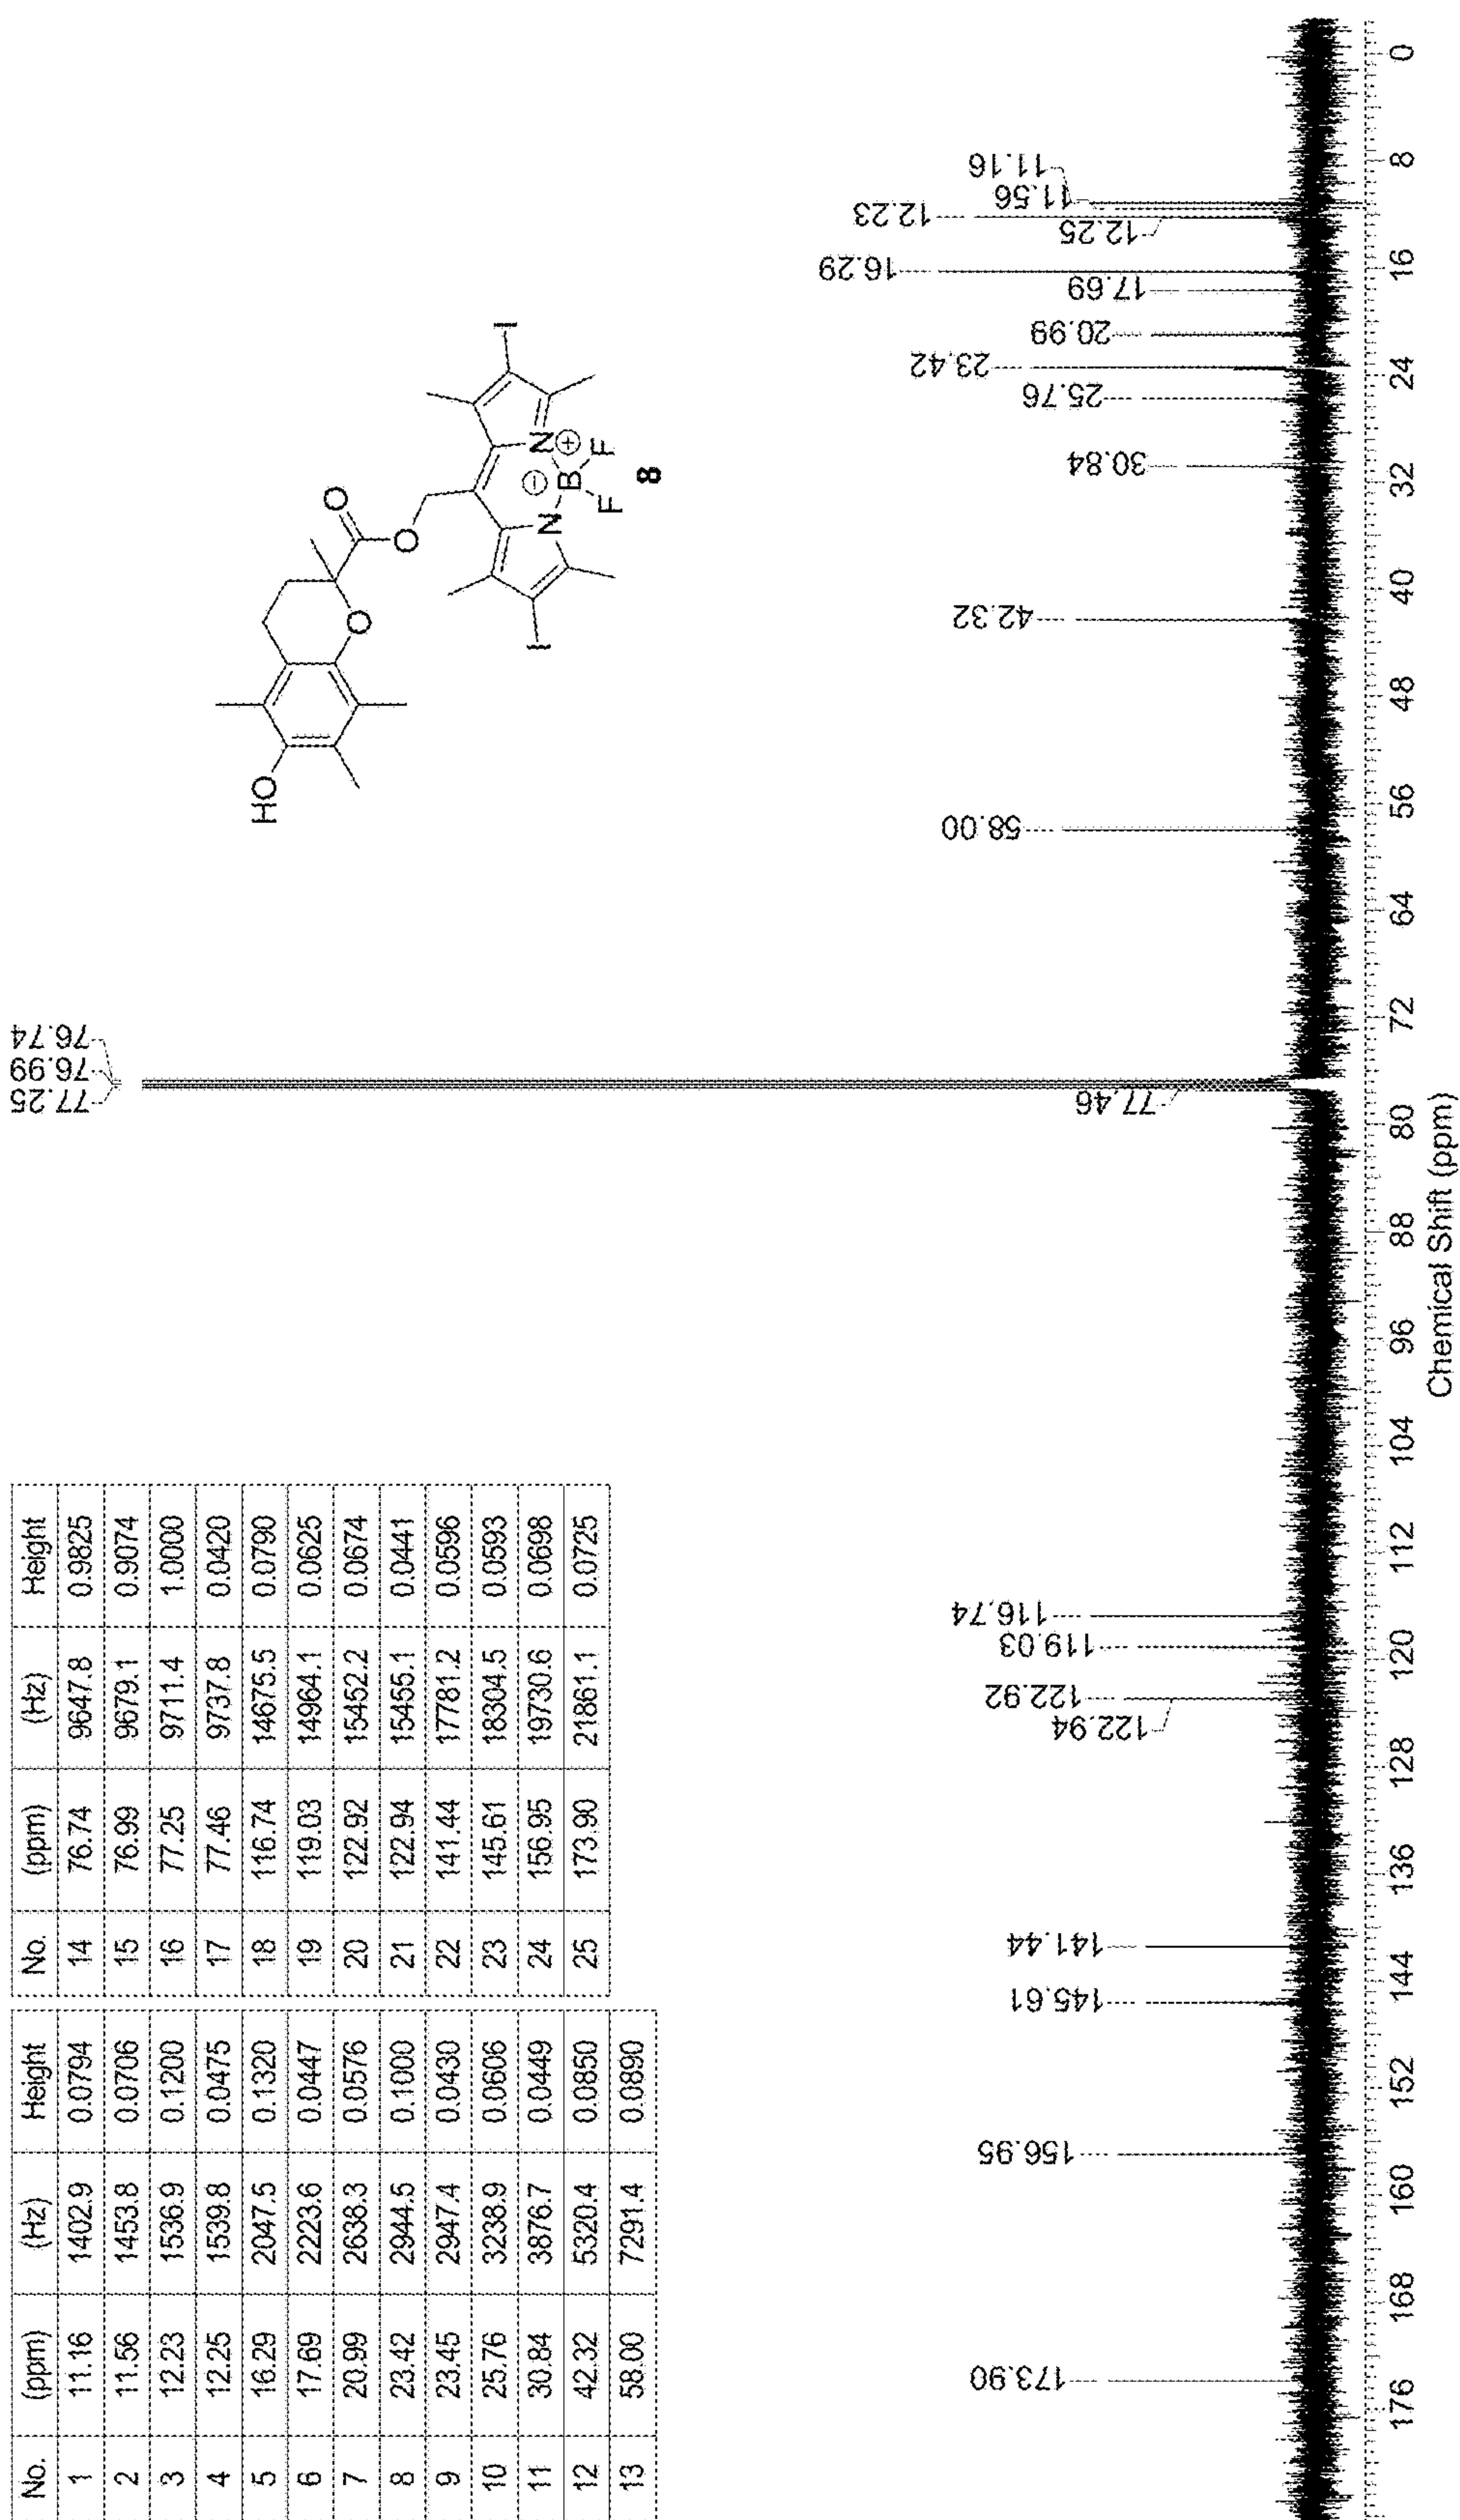 No. (ppm) (Hz) Height
1 11.16 1402.9 0.0794
2 11.56 1453.8 0.0706
3 12.23 1536.9 0.1200
4 12.25 1539.8 0.0475
5 16.29 2047.5 0.1320
6 17.69 2223.6 0.0447
7 20.99 2638.3 0.0576
8 23.42 2944.5 0.1000
9 23.45 2947.4 0.0430
10 25.76 3238.9 0.0606
11 30.84 3876.7 0.0449
12 42.32 5320.4 0.0850
13 58.00 7291.4 0.0890
No. (ppm) (Hz) Height
14 76.74 9647.8 0.9825
15 76.99 9679.1 0.9074
16 77.25 9711.4 1.0000
17 77.46 9737.8 0.0420
18 116.74 14675.5 0.0790
19 119.03 14964.1 0.0625
20 122.92 15452.2 0.0674
21 122.94 15455.1 0.0441
22 141.44 17781.2 0.0596
23 145.61 18304.5 0.0593
24 156.95 19730.6 0.0698
25 173.90 21861.1 0.0725
HO
O
O
O
I
N
B
N
F
F
I
8
173.90
156.95
145.61
141.44
122.94
122.92
119.03
116.74
77.46
77.25
76.99
76.74
58.00
42.32
30.84
25.76
23.42
20.99
17.69
16.29
12.25
12.23
11.56
11.16
176 168 160 152 144 136 128 120 112 104 96 88 80 72 64 56 48 40 32 24 16 8 0
Chemical Shift (ppm)